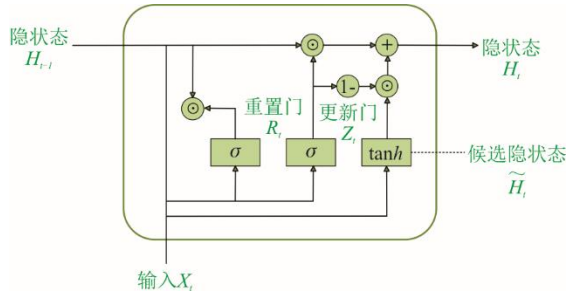 隐状态
H_{t-1}
⊙
+
隐状态
H_t
重置门
R_t
1-
更新门
Z_t
⊙
⊙
σ
σ
tanh
候选隐状态
\widetilde{H}_t
输入X_t